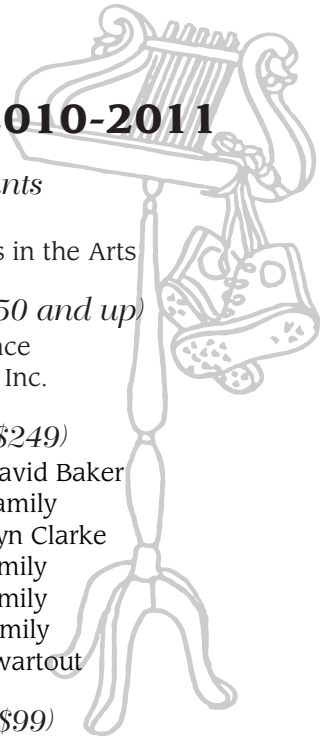 010-2011
nts
s in the Arts
50 and up)
nce
Inc.
$249)
avid Baker
amily
yn Clarke
mily
mily
mily
wartout
$99)